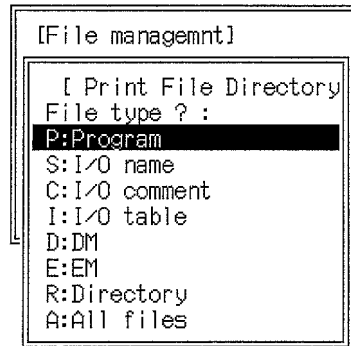 [File managemnt]
[ Print File Directory
File type ? :
P:Program
S:I/O name
C:I/O comment
I:I/O table
D:DM
E:EM
R:Directory
A:All files